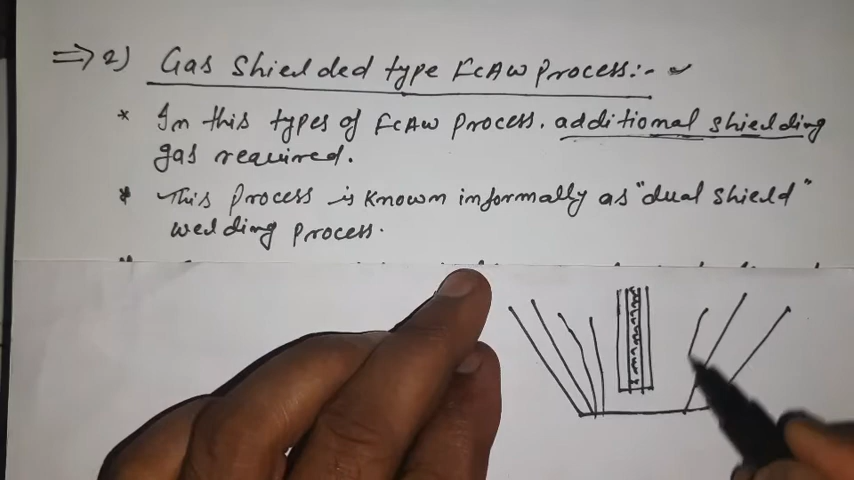 ⇒ 2) Gas Shielded type FCAW Process:-
* In this types of FCAW Process. additional shielding
gas required.
* This Process is Known informally as "dual Shield"
welding Process.